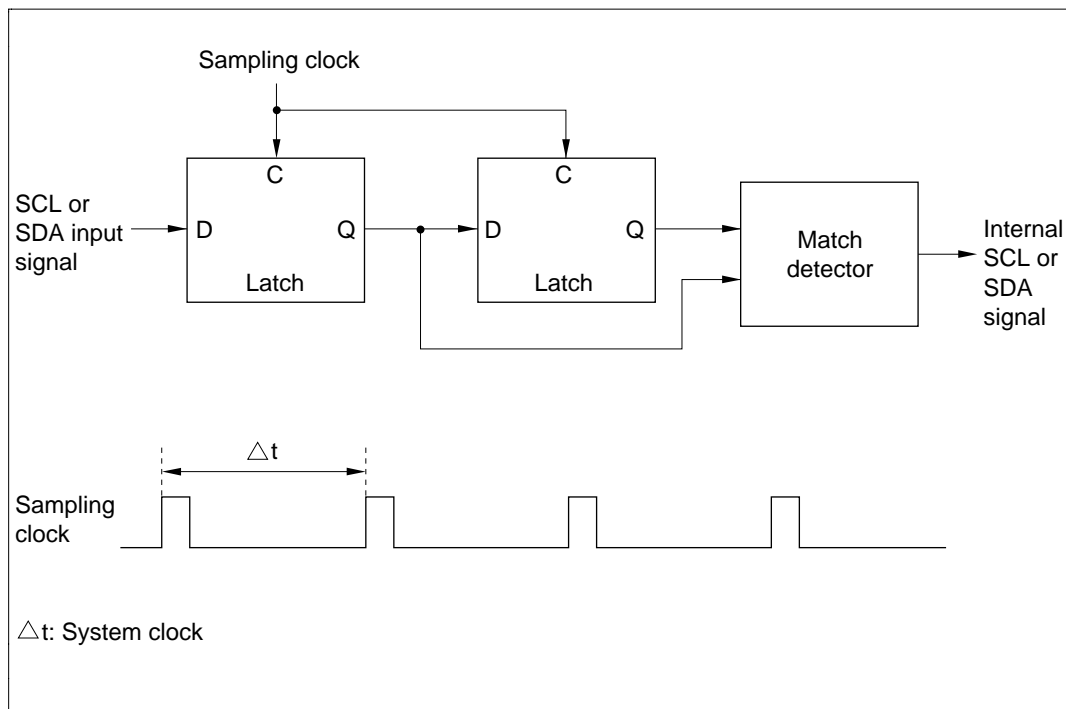 Sampling clock
C
C
SCL or
SDA input
signal
D
Q
D
Q
Latch
Latch
Match
detector
Internal
SCL or
SDA
signal
△t
Sampling
clock
△t: System clock